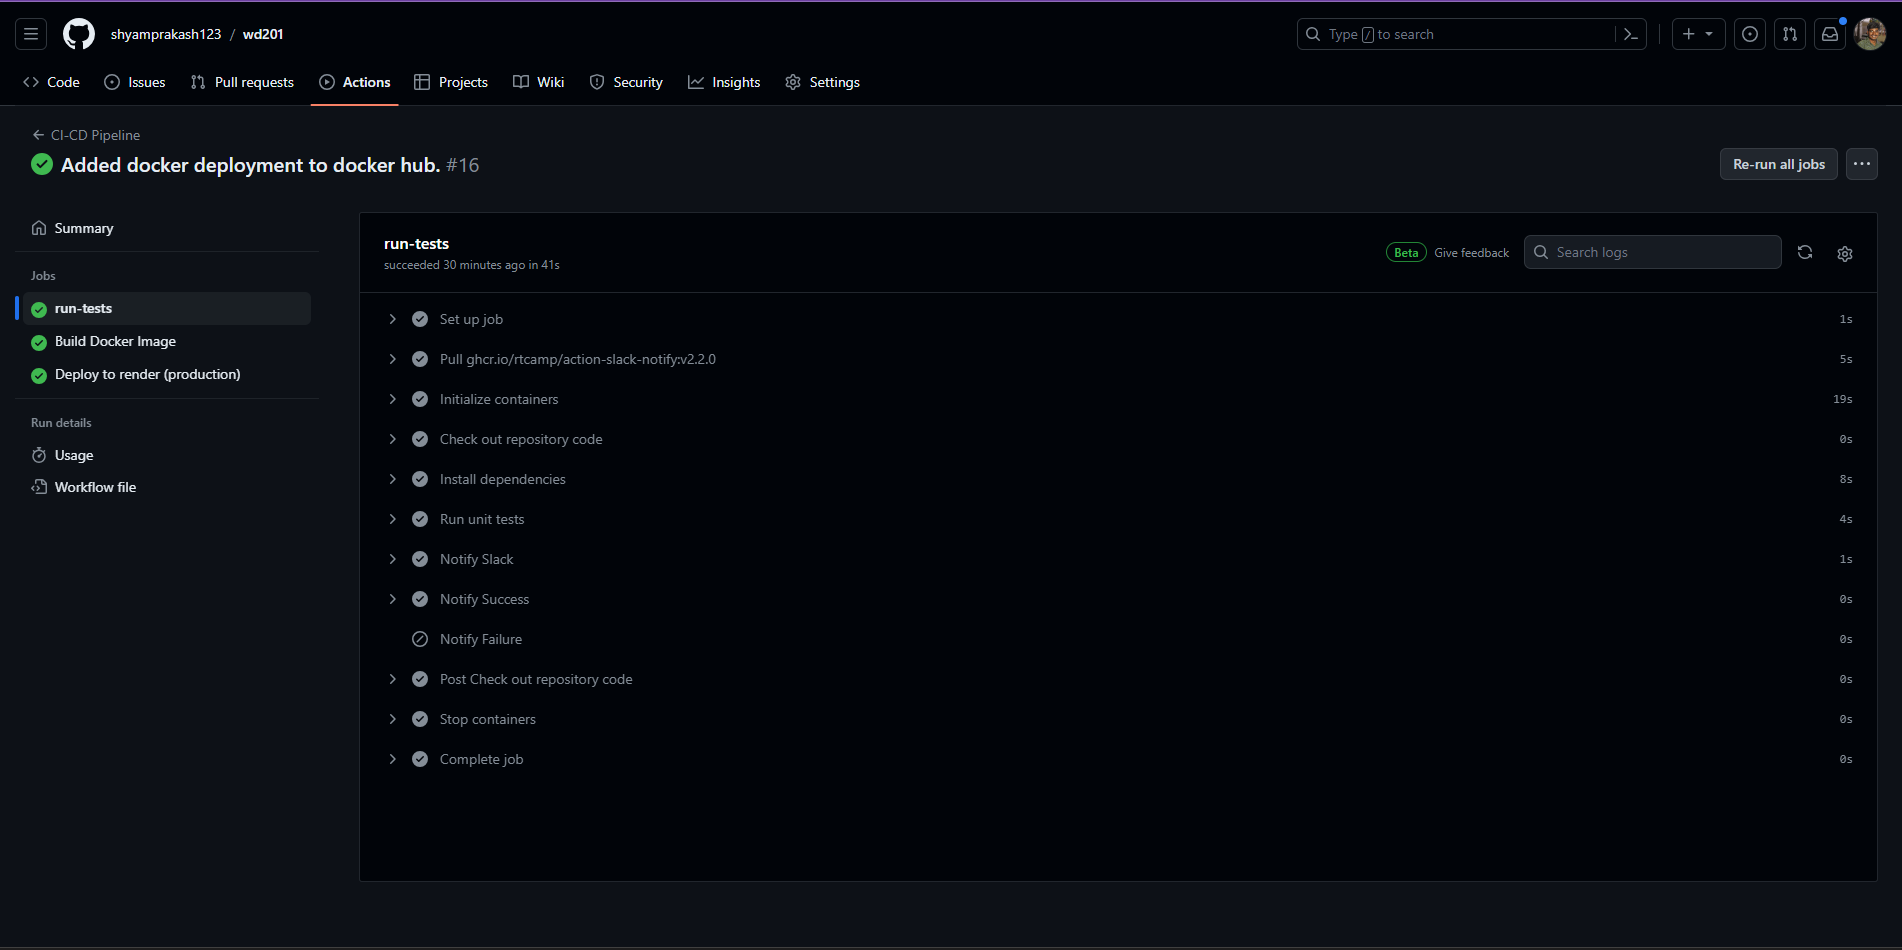 shyamprakash123 / wd201
Type / to search
Code Issues Pull requests Actions Projects Wiki Security Insights Settings
CI-CD Pipeline
Added docker deployment to docker hub. #16
Re-run all jobs
Summary
Jobs
run-tests
Build Docker Image
Deploy to render (production)
Run details
Usage
Workflow file
run-tests
succeeded 30 minutes ago in 41s
Beta Give feedback
Search logs
Set up job 1s
Pull ghcr.io/rtcamp/action-slack-notify:v2.2.0 5s
Initialize containers 19s
Check out repository code 0s
Install dependencies 8s
Run unit tests 4s
Notify Slack 1s
Notify Success 0s
Notify Failure 0s
Post Check out repository code 0s
Stop containers 0s
Complete job 0s